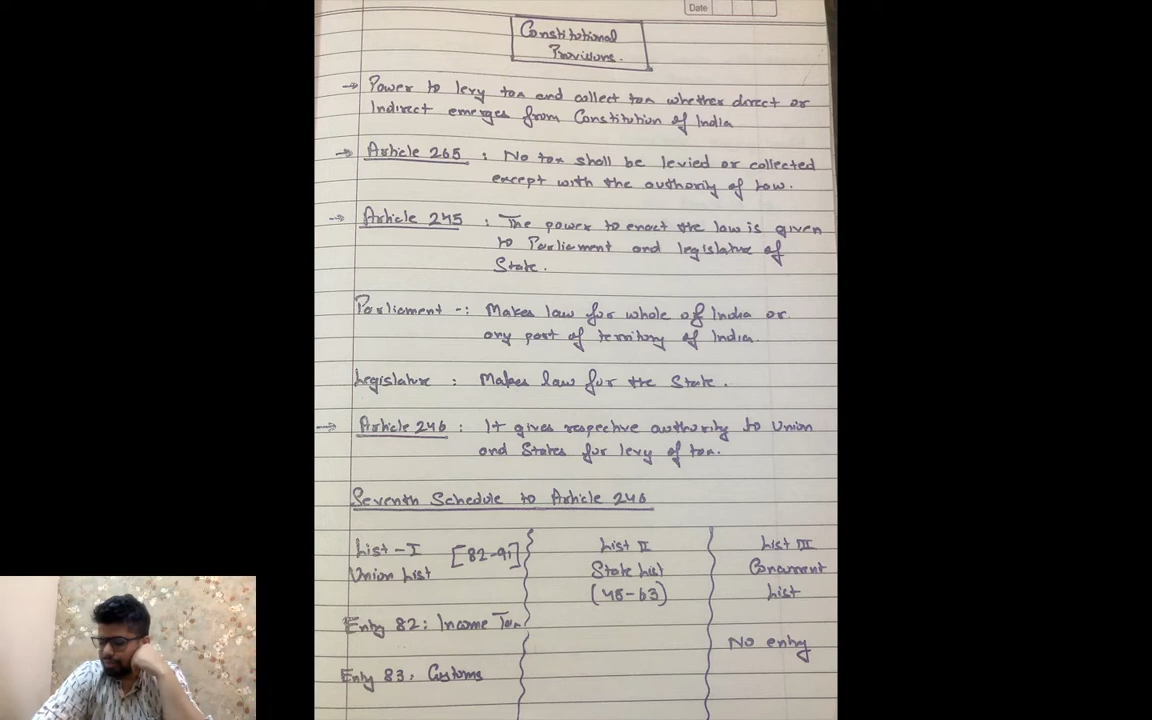 Date
Constitutional
Provisions.
→ Power to levy tax and collect tax whether direct or
Indirect emerges from Constitution of India
→ Article 265 : No tax shall be levied or collected
except with the authority of Law.
→ Article 245 : The power to enact the law is given
to Parliament and legislature of
State.
Parliament -: Makes law for whole of India or
any part of territory of India.
Legislature : Makes law for the State.
→ Article 246 : It gives respective authority to Union
and States for levy of tax.
Seventh Schedule to Article 246
List - I [82-91]
Union List
Entry 82: Income Tax
Entry 83, Customs
List II
State List
(45-63)
List III
Concurrent
List
No entry